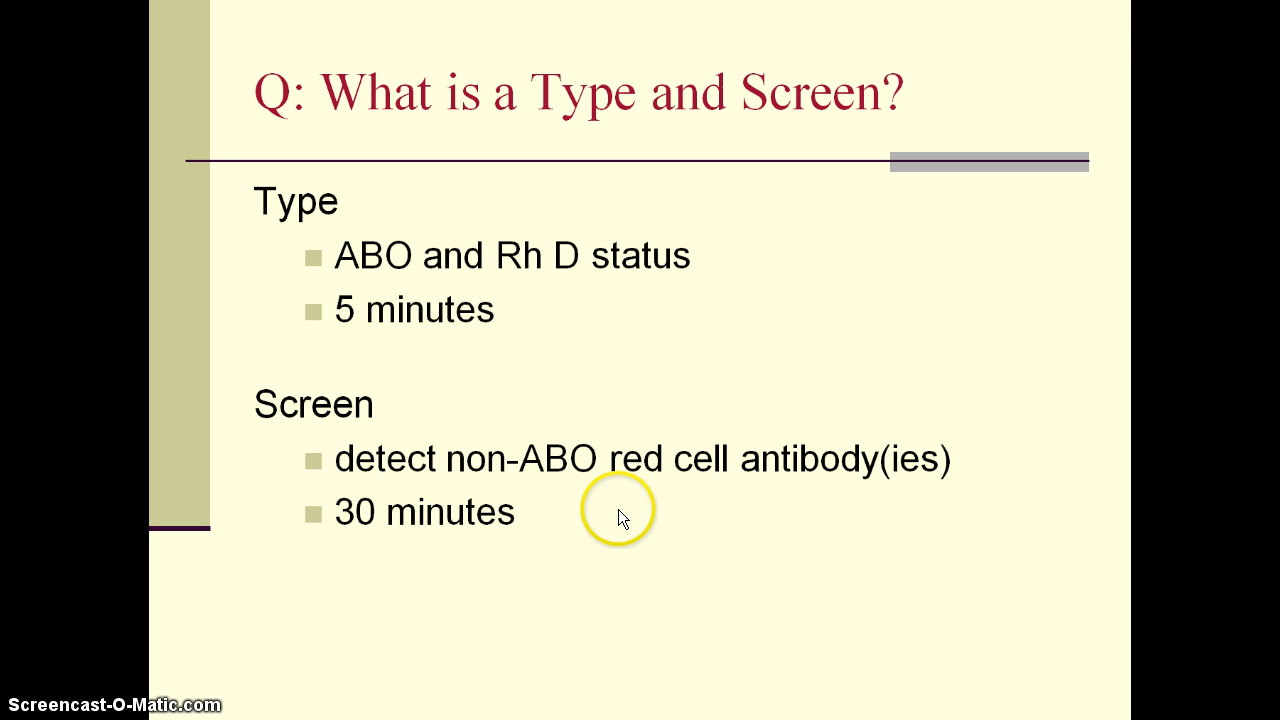 Q: What is a Type and Screen?
Type
ABO and Rh D status
5 minutes
Screen
detect non-ABO red cell antibody(ies)
30 minutes
Screencast-O-Matic.com